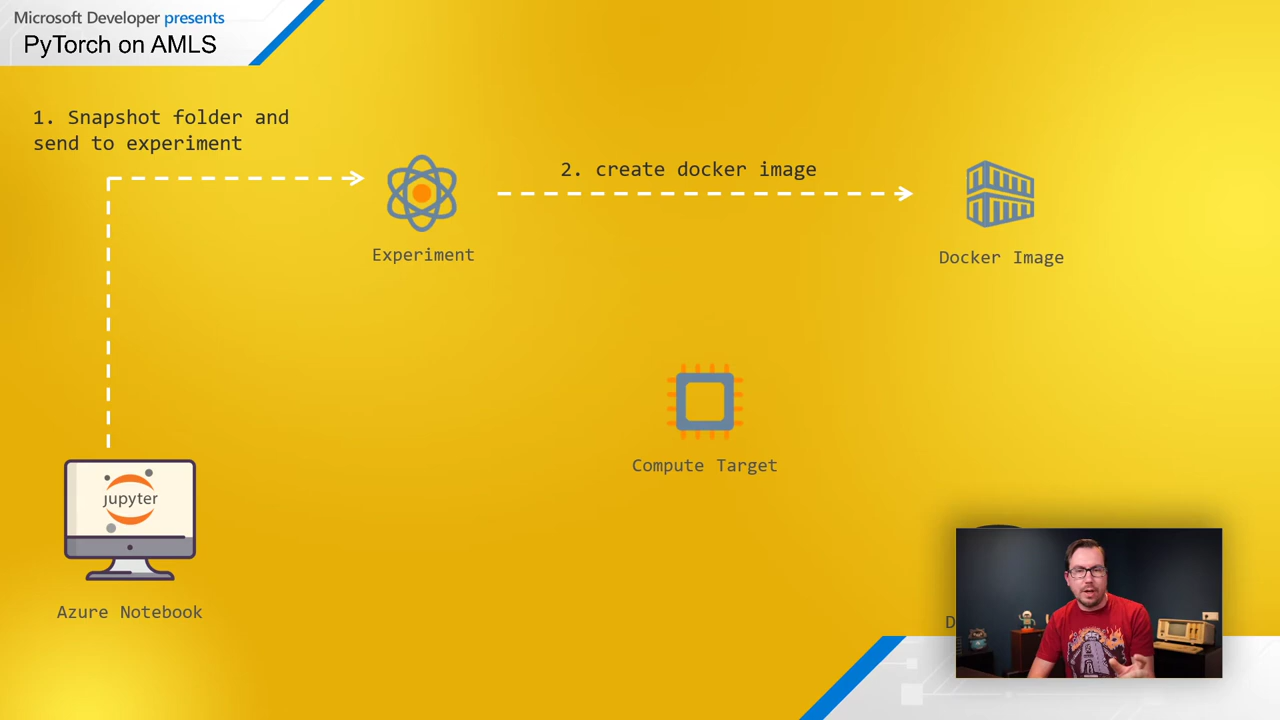 Microsoft Developer presents
PyTorch on AMLS
1. Snapshot folder and
send to experiment
2. create docker image
Experiment
Docker Image
Compute Target
jupyter
Azure Notebook